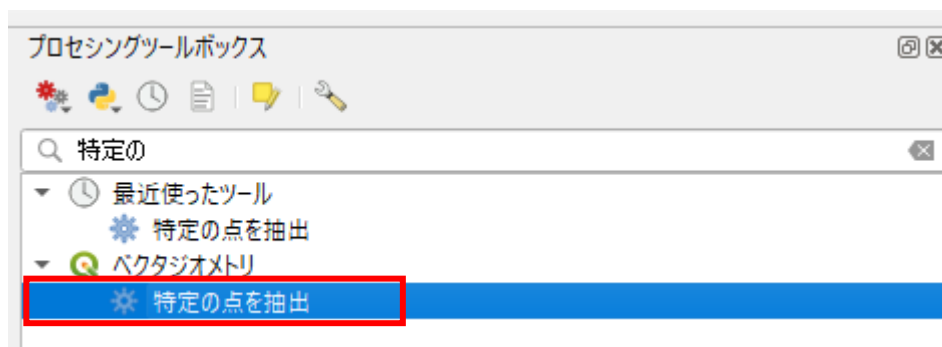 プロセシングツールボックス
特定の
最近使ったツール
特定の点を抽出
ベクタジオメトリ
特定の点を抽出